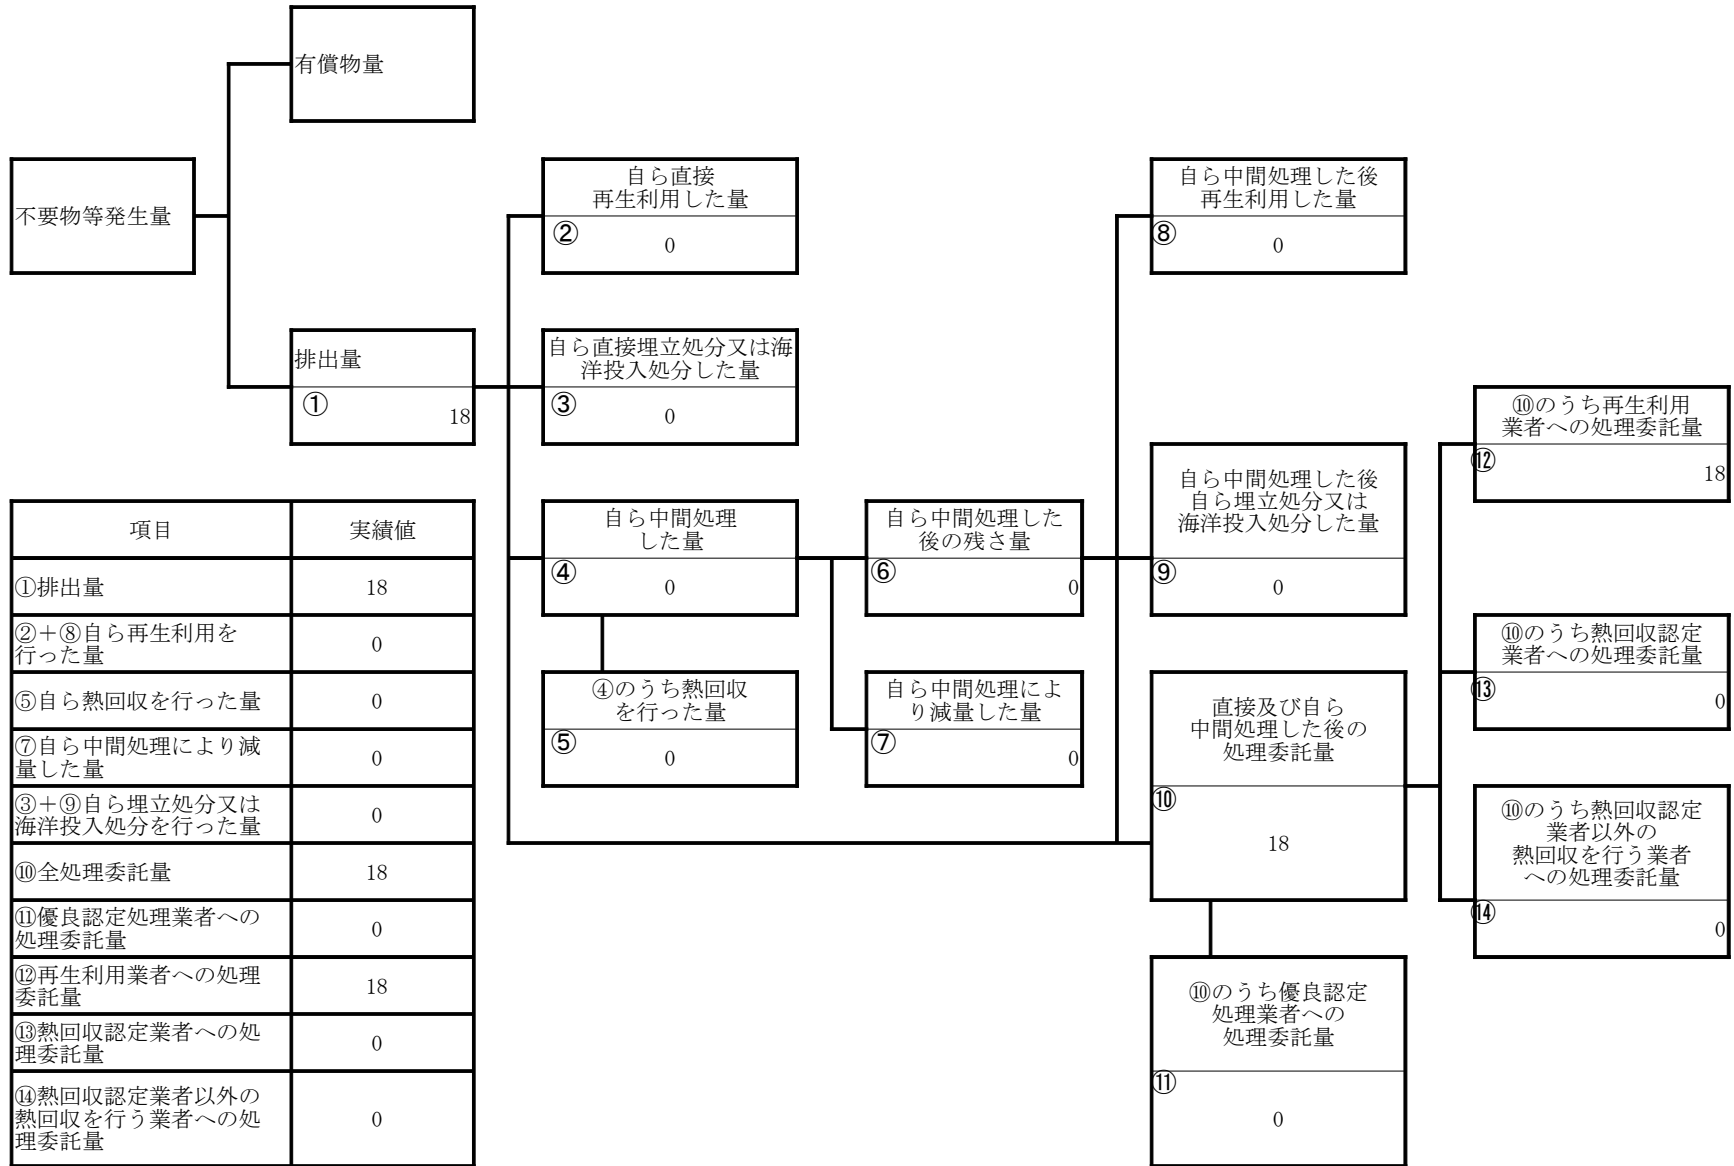 有償物量
不要物等発生量
自ら直接
再生利用した量
②
0
自ら中間処理した後
再生利用した量
⑧
0
排出量
①
18
自ら直接埋立処分又は海
洋投入処分した量
③
0
⑩のうち再生利用
業者への処理委託量
⑫
18
自ら中間処理
した量
④
0
自ら中間処理した
後の残さ量
⑥
0
自ら中間処理した後
自ら埋立処分又は
海洋投入処分した量
⑨
0
⑩のうち熱回収認定
業者への処理委託量
⑬
0
④のうち熱回収
を行った量
⑤
0
自ら中間処理によ
り減量した量
⑦
0
直接及び自ら
中間処理した後の
処理委託量
⑩
18
⑩のうち熱回収認定
業者以外の
熱回収を行う業者
への処理委託量
⑭
0
⑩のうち優良認定
処理業者への
処理委託量
⑪
0
項目 実績値
①排出量 18
②＋⑧自ら再生利用を
行った量 0
⑤自ら熱回収を行った量 0
⑦自ら中間処理により減
量した量 0
③＋⑨自ら埋立処分又は
海洋投入処分を行った量 0
⑩全処理委託量 18
⑪優良認定処理業者への
処理委託量 0
⑫再生利用業者への処理
委託量 18
⑬熱回収認定業者への処
理委託量 0
⑭熱回収認定業者以外の
熱回収を行う業者への処
理委託量 0